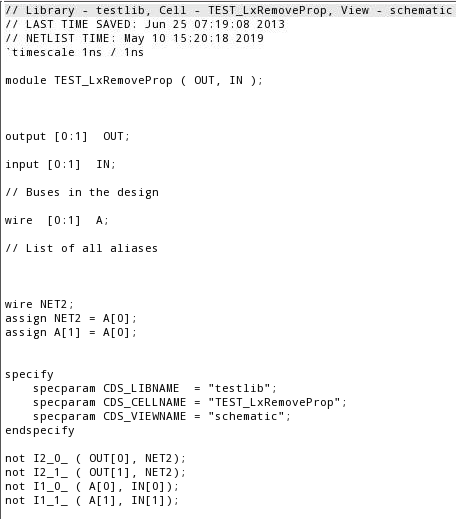 // Library - testlib, Cell - TEST_LxRemoveProp, View - schematic
// LAST TIME SAVED: Jun 25 07:19:08 2013
// NETLIST TIME: May 10 15:20:18 2019
`timescale 1ns / 1ns
module TEST_LxRemoveProp ( OUT, IN );
output [0:1]  OUT;
input [0:1]  IN;
// Buses in the design
wire  [0:1]  A;
// List of all aliases
wire NET2;
assign NET2 = A[0];
assign A[1] = A[0];
specify
    specparam CDS_LIBNAME  = "testlib";
    specparam CDS_CELLNAME = "TEST_LxRemoveProp";
    specparam CDS_VIEWNAME = "schematic";
endspecify
not I2_0_ ( OUT[0], NET2);
not I2_1_ ( OUT[1], NET2);
not I1_0_ ( A[0], IN[0]);
not I1_1_ ( A[1], IN[1]);